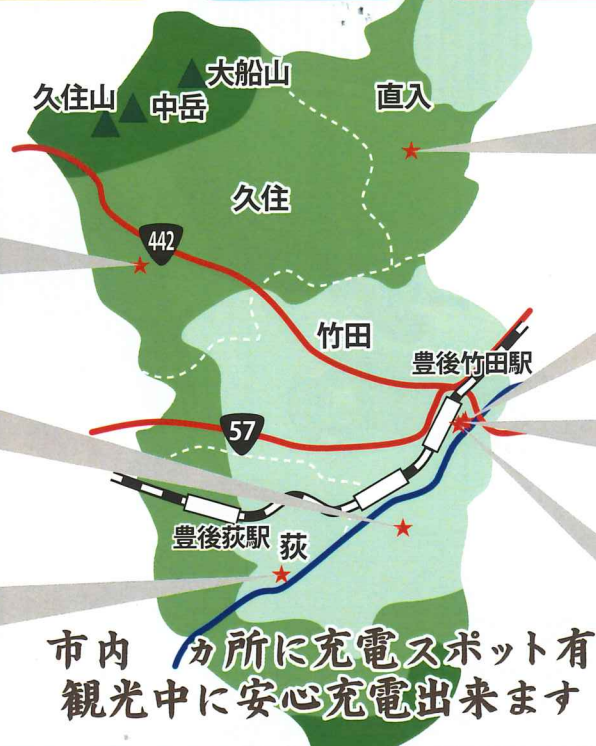 大船山
久住山
中岳
直入
久住
442
竹田
豊後竹田駅
57
豊後荻駅
荻
市内 ヵ所に充電スポット有
観光中に安心充電出来ます